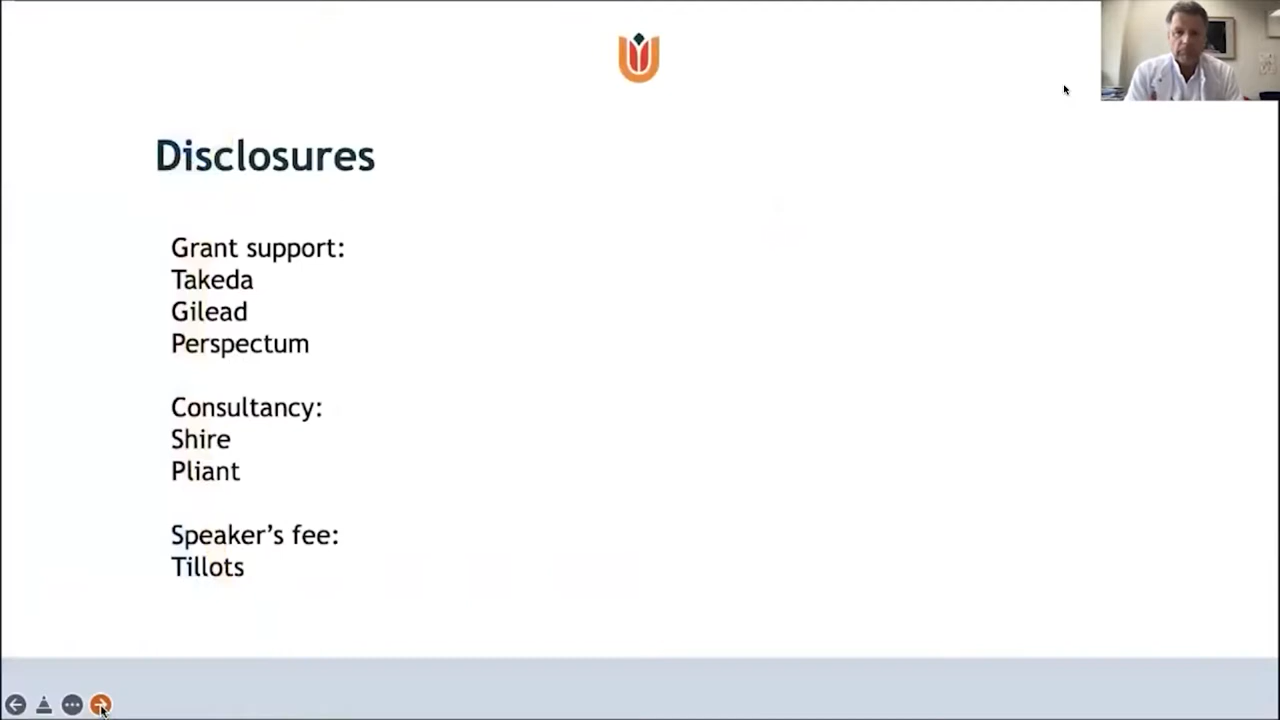 Disclosures
Grant support:
Takeda
Gilead
Perspectum
Consultancy:
Shire
Pliant
Speaker’s fee:
Tillots